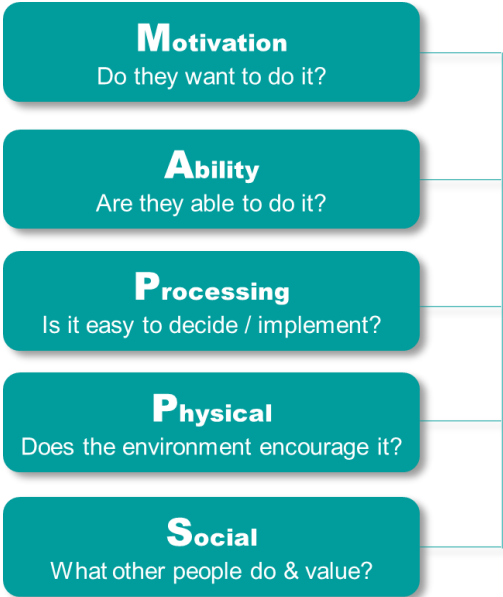 Motivation
Do they want to do it?
Ability
Are they able to do it?
Processing
Is it easy to decide / implement?
Physical
Does the environment encourage it?
Social
What other people do & value?